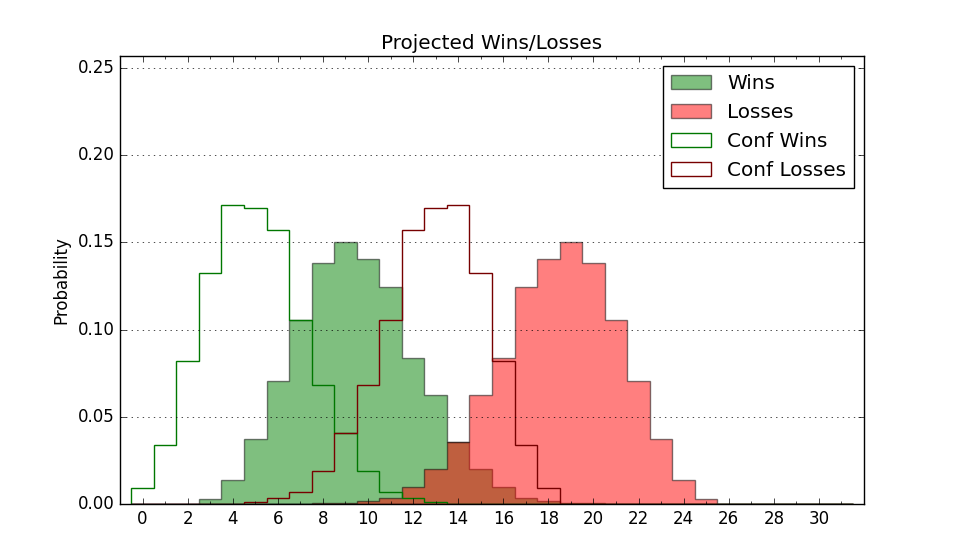 Projected Wins/Losses
0.25
0.20
0.15
0.10
0.05
0.00
Probability
Wins
Losses
Conf Wins
Conf Losses
0 2 4 6 8 10 12 14 16 18 20 22 24 26 28 30